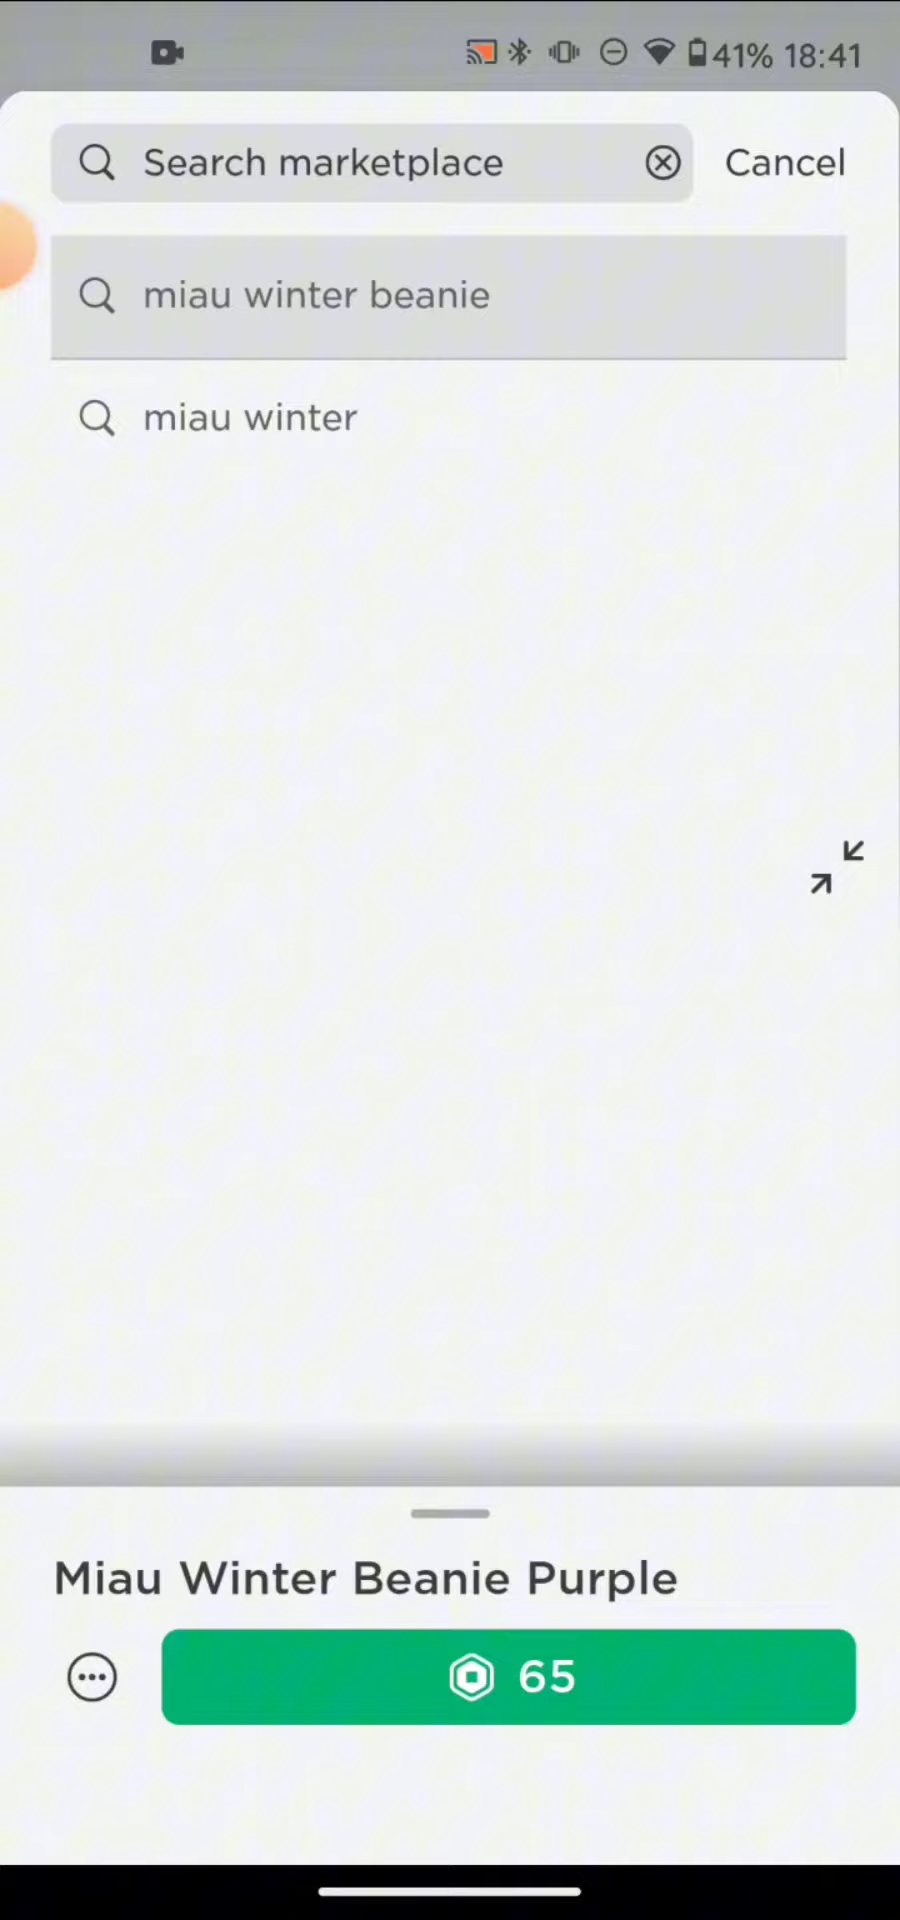 41% 18:41
Search marketplace
Cancel
miau winter beanie
miau winter
Miau Winter Beanie Purple
65